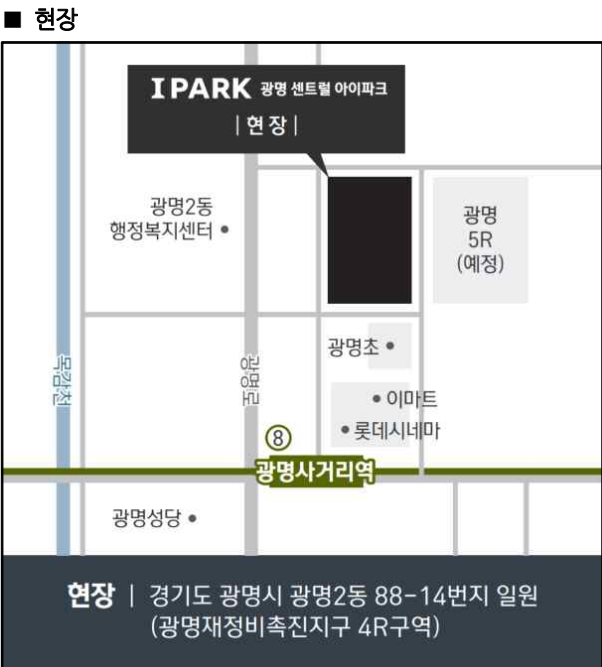 ■ 현장
IPARK 광명 센트럴 아이파크
| 현 장 |
광명2동
행정복지센터
광명
5R
(예정)
광명초
목감천
광명로
이마트
롯데시네마
⑧
광명사거리역
광명성당
현장 | 경기도 광명시 광명2동 88-14번지 일원
(광명재정비촉진지구 4R구역)